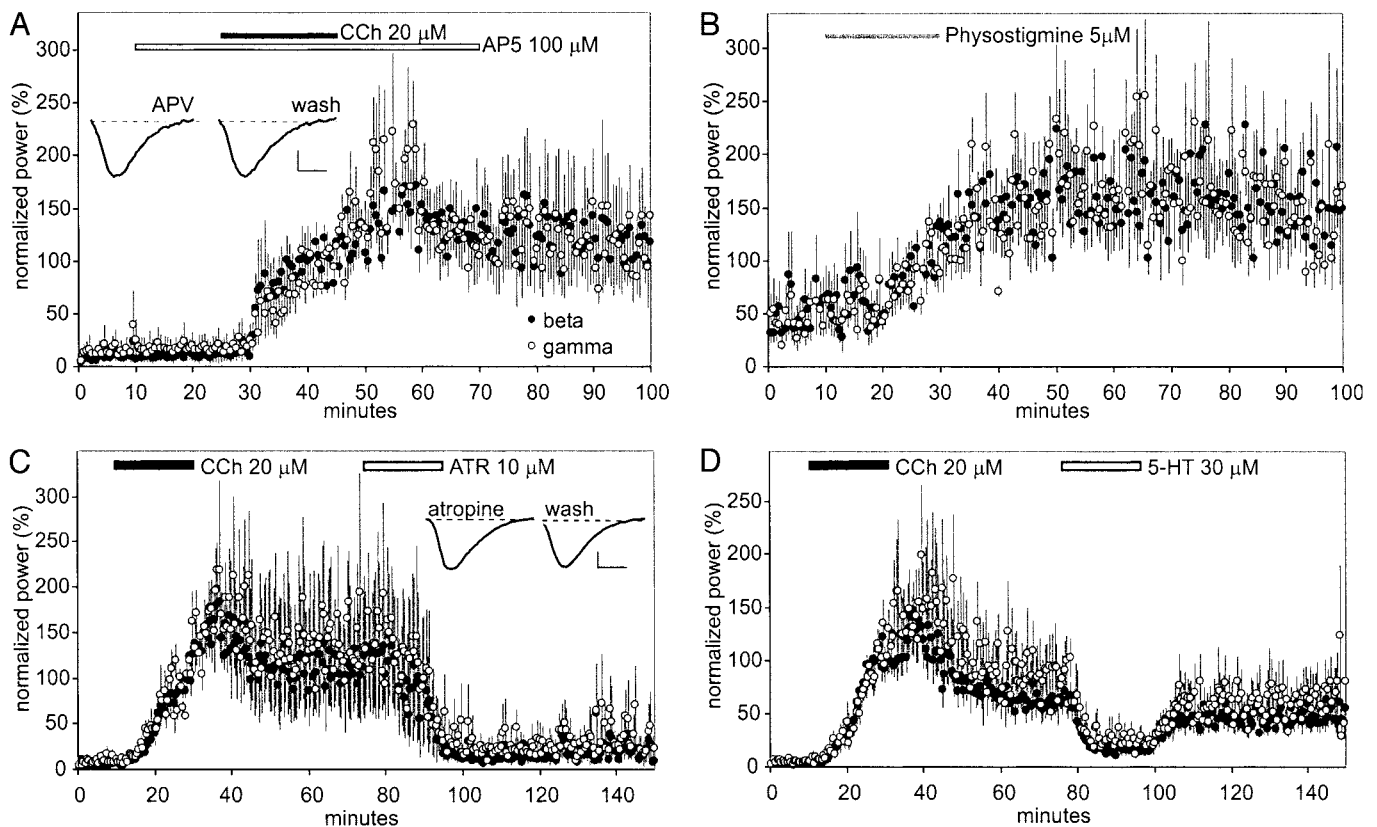 A
CCh 20 µM
AP5 100 µM
normalized power (%)
300
250
200
150
100
50
0
APV
wash
beta
gamma
0 10 20 30 40 50 60 70 80 90 100
minutes
B
Physostigmine 5µM
normalized power (%)
300
250
200
150
100
50
0
0 10 20 30 40 50 60 70 80 90 100
minutes
C
CCh 20 µM
ATR 10 µM
normalized power (%)
300
250
200
150
100
50
0
atropine
wash
0 20 40 60 80 100 120 140
minutes
D
CCh 20 µM
5-HT 30 µM
normalized power (%)
250
200
150
100
50
0
0 20 40 60 80 100 120 140
minutes